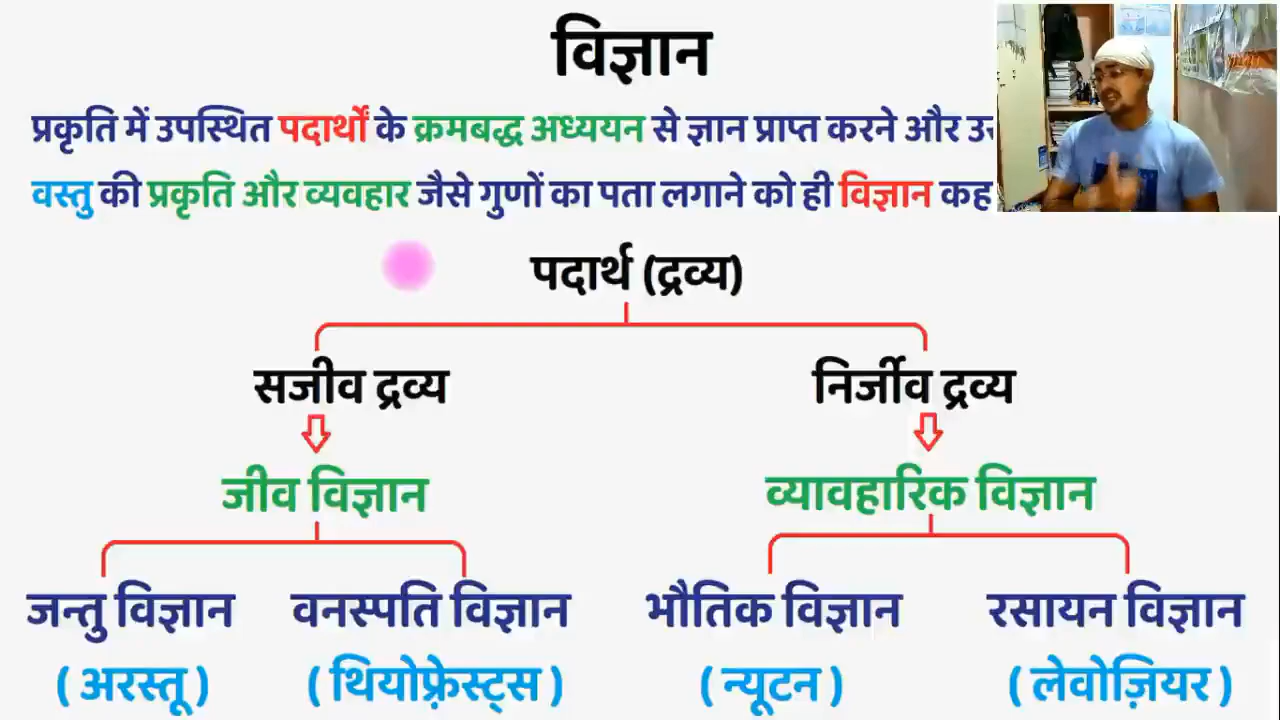 विज्ञान
प्रकृति में उपस्थित पदार्थों के क्रमबद्ध अध्ययन से ज्ञान प्राप्त करने और
वस्तु की प्रकृति और व्यवहार जैसे गुणों का पता लगाने को ही विज्ञान कह
पदार्थ (द्रव्य)
सजीव द्रव्य निर्जीव द्रव्य
जीव विज्ञान व्यावहारिक विज्ञान
जन्तु विज्ञान वनस्पति विज्ञान भौतिक विज्ञान रसायन विज्ञान
( अरस्तू ) ( थियोफ़्रेस्ट्स ) ( न्यूटन ) ( लेवोज़ियर )